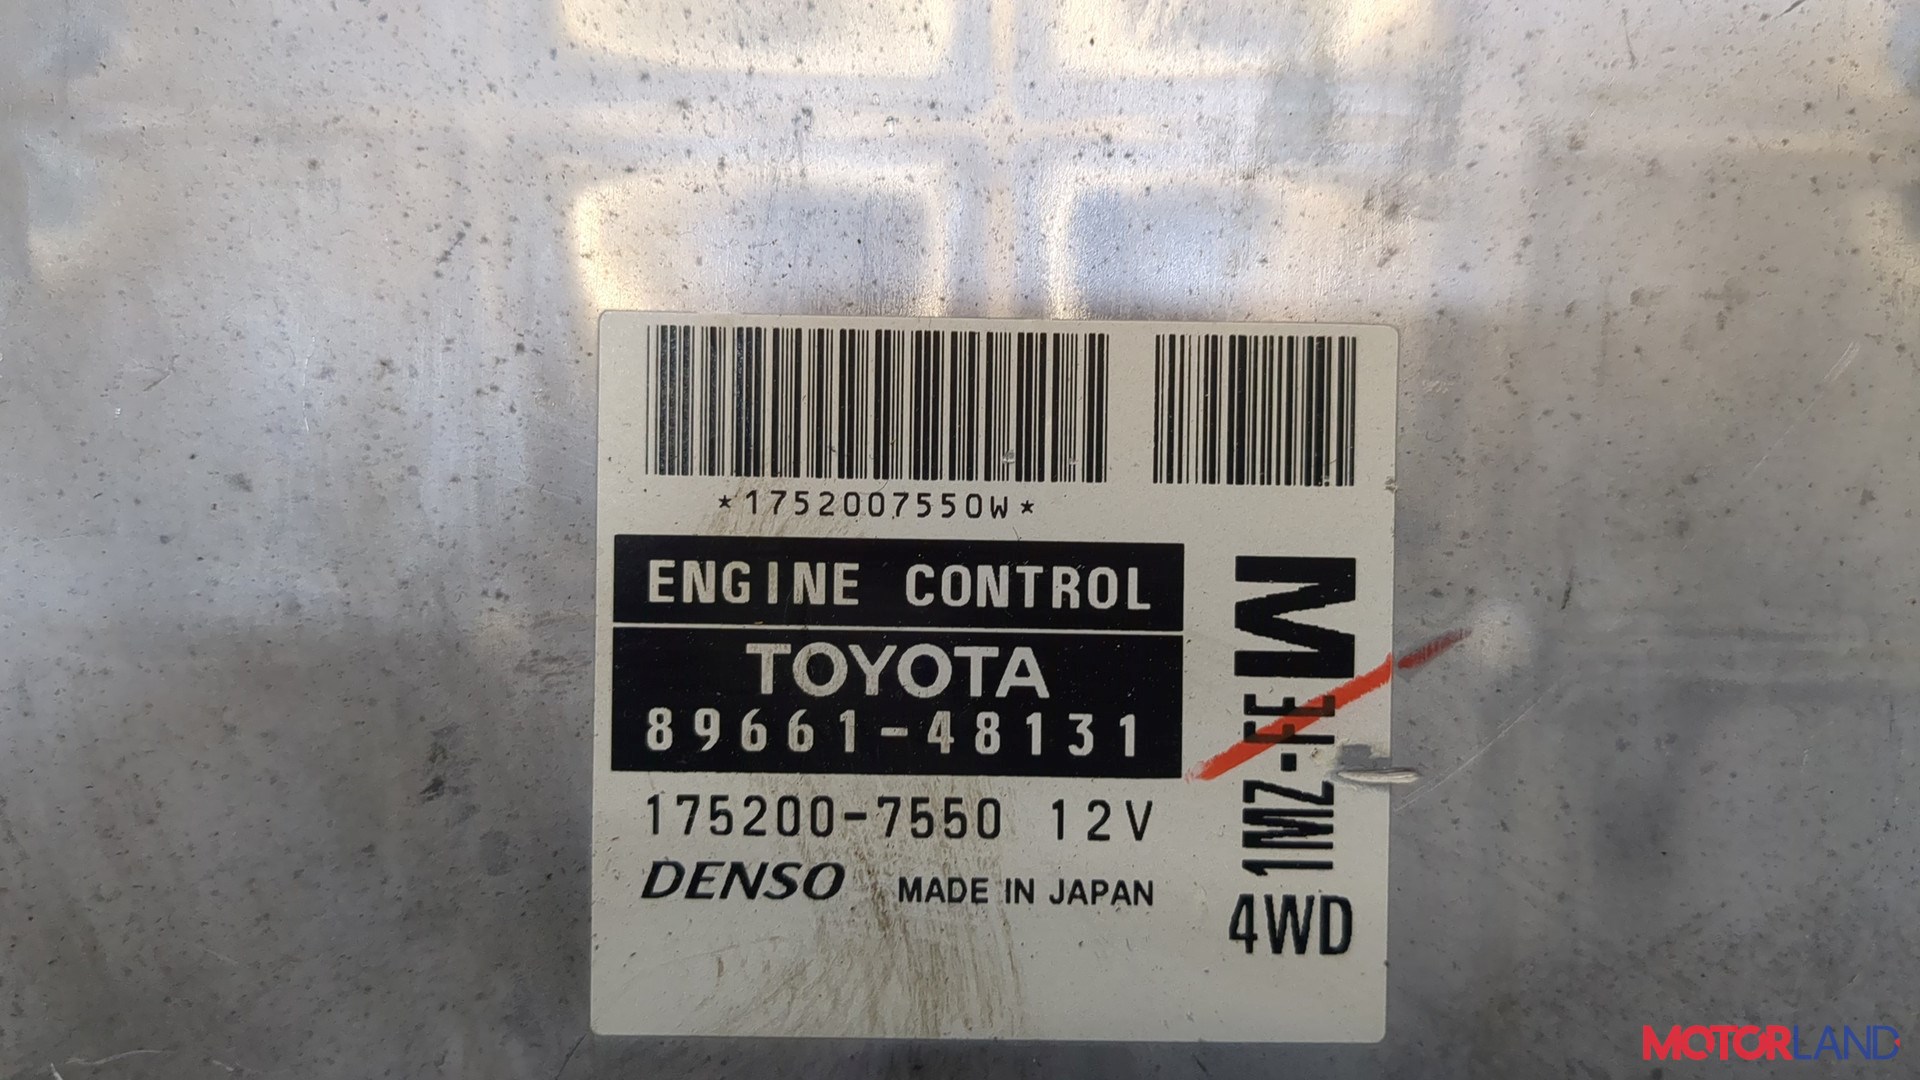 *1752007550W*
ENGINE CONTROL
TOYOTA
89661-48131
175200-7550 12V
DENSO MADE IN JAPAN
4WD 1MZ-FE W
MOTORLAND